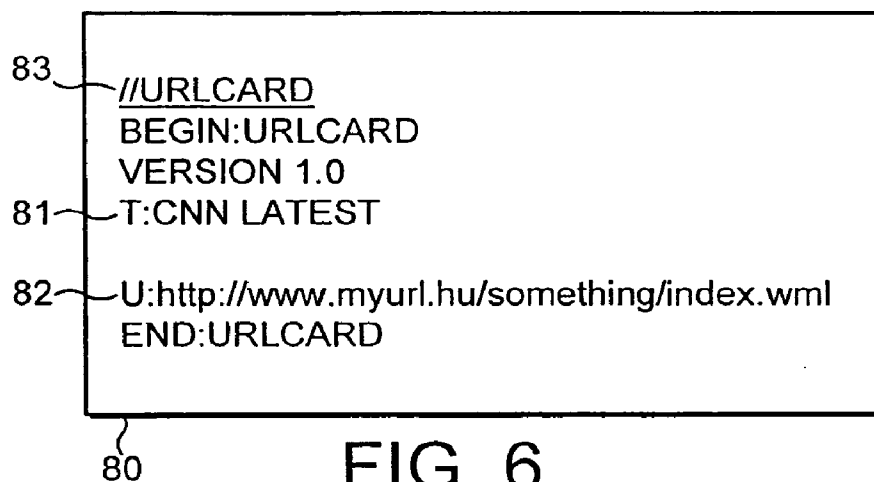 83
//URLCARD
BEGIN:URLCARD
VERSION 1.0
81 T:CNN LATEST
82 U:http://www.myurl.hu/something/index.wml
END:URLCARD
80
FIG 6